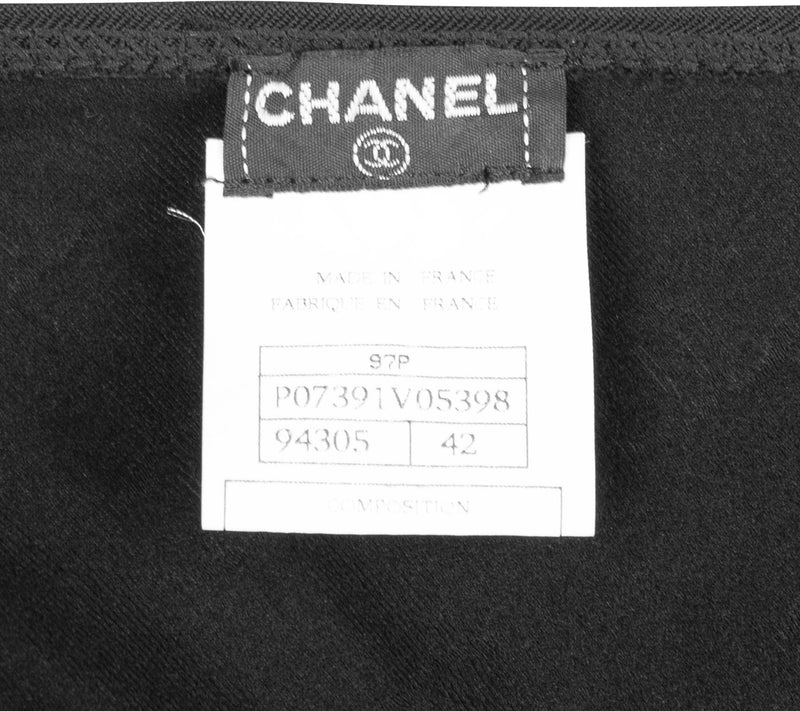 CHANEL
MADE IN FRANCE
FABRIQUE EN FRANCE
97P
P07391V05398
94305 42
COMPOSITION